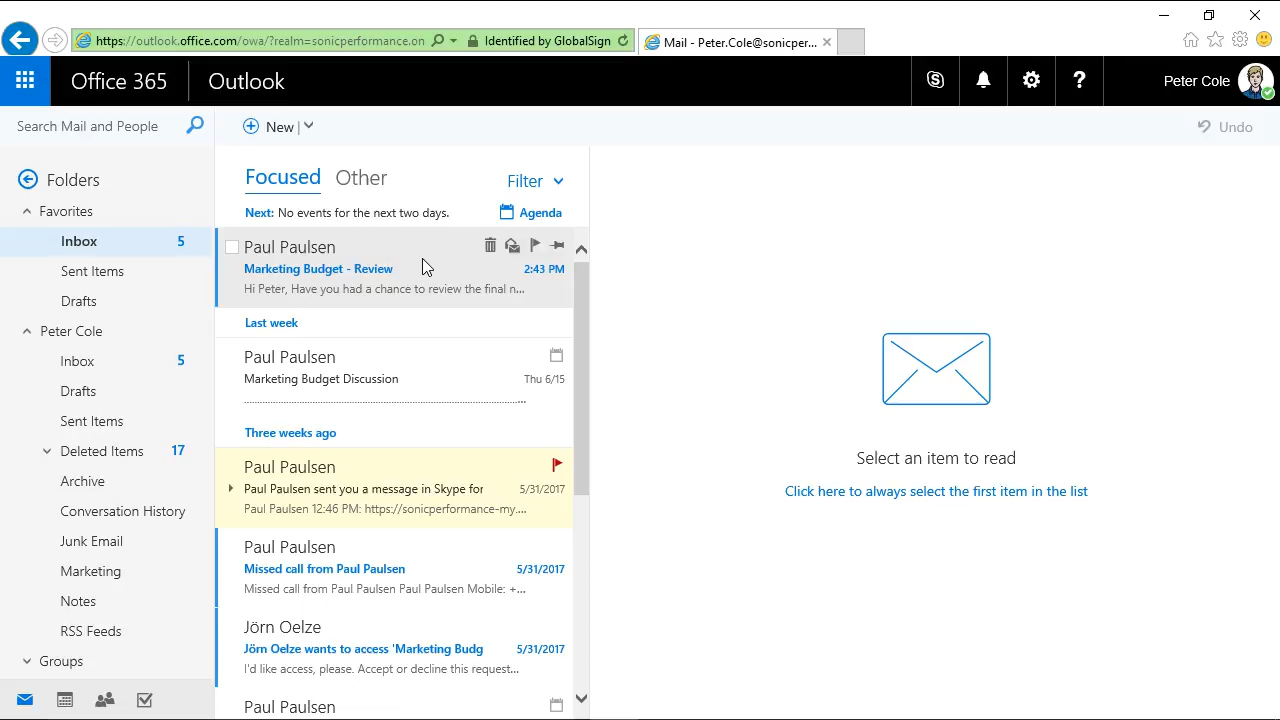 https://outlook.office.com/owa/?realm=sonicperformance.on
Identified by GlobalSign
Mail - Peter.Cole@sonicper...
Office 365
Outlook
?
Peter Cole
Search Mail and People
New
Undo
Folders
Favorites
Inbox 5
Sent Items
Drafts
Peter Cole
Inbox 5
Drafts
Sent Items
Deleted Items 17
Archive
Conversation History
Junk Email
Marketing
Notes
RSS Feeds
Groups
Focused Other
Filter
Next: No events for the next two days.
Agenda
Paul Paulsen
Marketing Budget - Review 2:43 PM
Hi Peter, Have you had a chance to review the final n...
Last week
Paul Paulsen
Marketing Budget Discussion Thu 6/15
Three weeks ago
Paul Paulsen
Paul Paulsen sent you a message in Skype for 5/31/2017
Paul Paulsen 12:46 PM: https://sonicperformance-my....
Paul Paulsen
Missed call from Paul Paulsen 5/31/2017
Missed call from Paul Paulsen Paul Paulsen Mobile: +...
Jörn Oelze
Jörn Oelze wants to access 'Marketing Budg 5/31/2017
I'd like access, please. Accept or decline this request...
Paul Paulsen
Select an item to read
Click here to always select the first item in the list